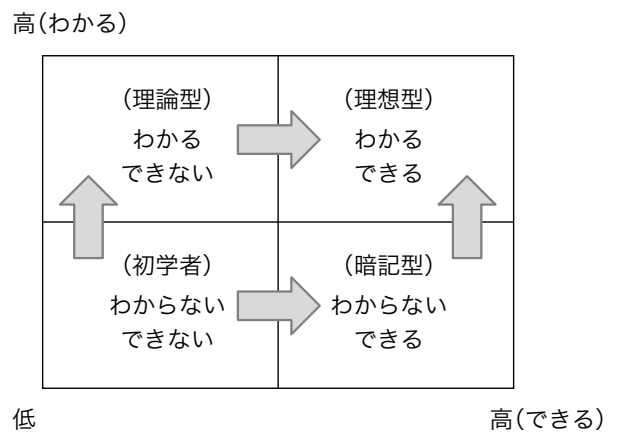 高(わかる)
(理論型)
わかる
できない
(理想型)
わかる
できる
(初学者)
わからない
できない
(暗記型)
わからない
できる
低
高(できる)